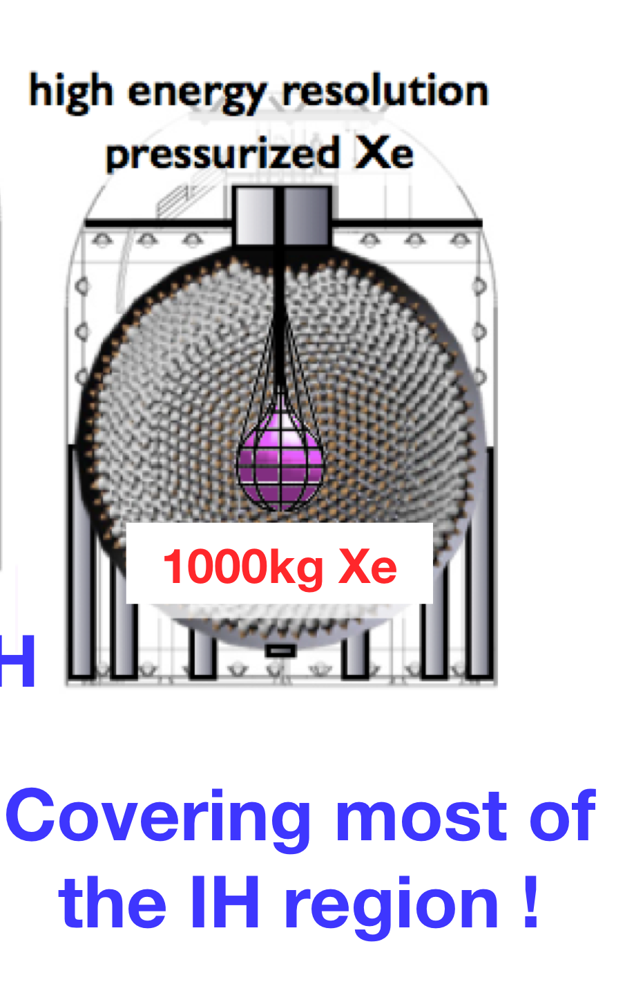 high energy resolution
pressurized Xe
1000kg Xe
H
Covering most of
the IH region !